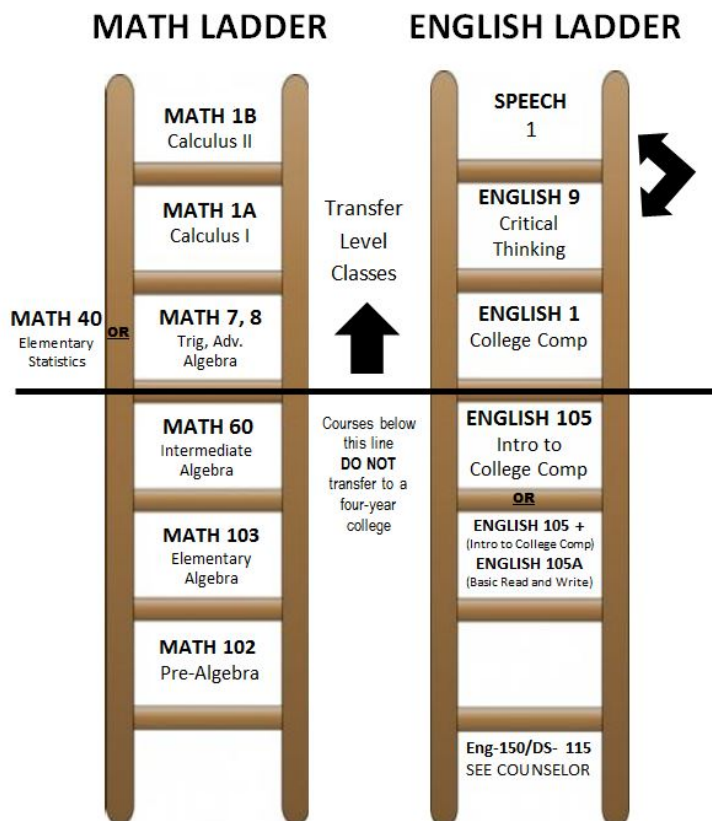 MATH LADDER
MATH 1B
Calculus II
MATH 1A
Calculus I
MATH 40
Elementary
Statistics
OR
MATH 7, 8
Trig, Adv.
Algebra
MATH 60
Intermediate
Algebra
MATH 103
Elementary
Algebra
MATH 102
Pre-Algebra
Transfer
Level
Classes
Courses below
this line
DO NOT
transfer to a
four-year
college
ENGLISH LADDER
SPEECH
1
ENGLISH 9
Critical
Thinking
ENGLISH 1
College Comp
ENGLISH 105
Intro to
College Comp
OR
ENGLISH 105 +
(Intro to College Comp)
ENGLISH 105A
(Basic Read and Write)
Eng-150/DS- 115
SEE COUNSELOR